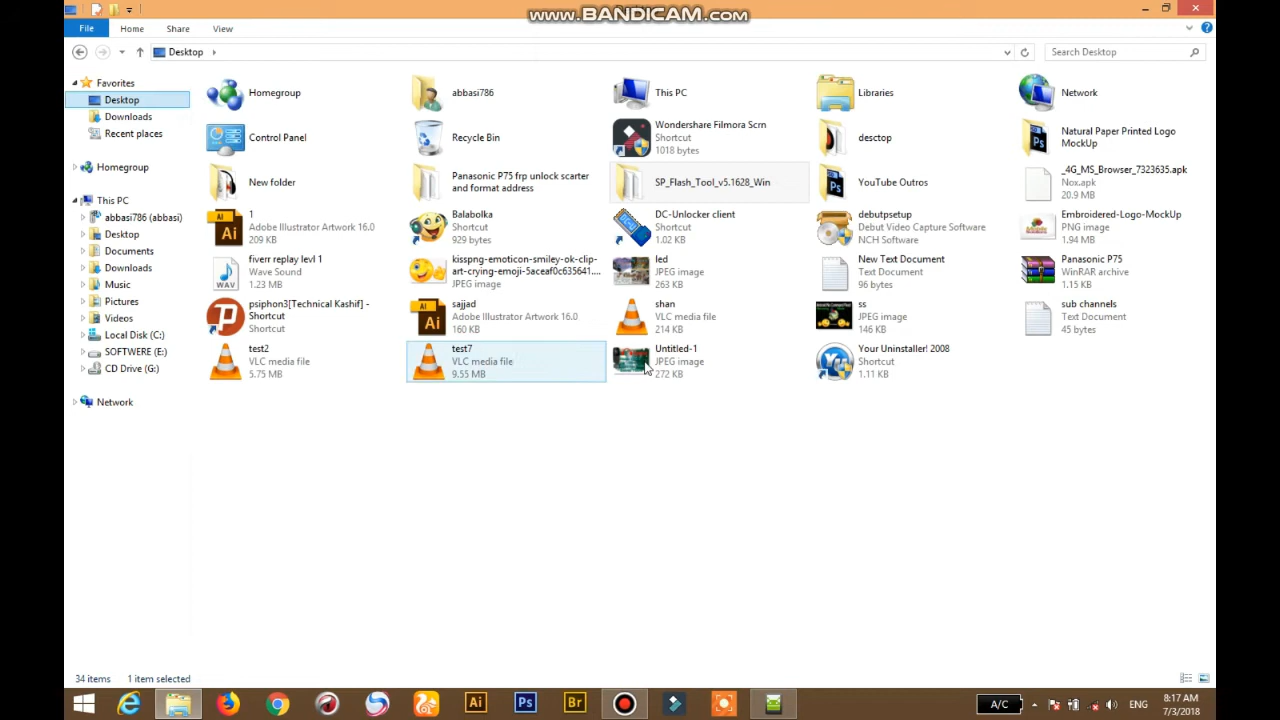 www.BANDICAM.com
File Home Share View
Desktop
Search Desktop
Favorites
Desktop
Downloads
Recent places
Homegroup
This PC
abbasi786 (abbasi)
Desktop
Documents
Downloads
Music
Pictures
Videos
Local Disk (C:)
SOFTWERE (E:)
CD Drive (G:)
Network
Homegroup
abbasi786
This PC
Libraries
Network
Control Panel
Recycle Bin
Wondershare Filmora Scrn
Shortcut
1018 bytes
desctop
Natural Paper Printed Logo
MockUp
New folder
Panasonic P75 frp unlock scarter
and format address
SP_Flash_Tool_v5.1628_Win
YouTube Outros
_4G_MS_Browser_7323635.apk
Nox.apk
20.9 MB
1
Adobe Illustrator Artwork 16.0
209 KB
Balabolka
Shortcut
929 bytes
DC-Unlocker client
Shortcut
1.02 KB
debutpsetup
Debut Video Capture Software
NCH Software
Embroidered-Logo-MockUp
PNG image
1.94 MB
fiverr replay levl 1
Wave Sound
1.23 MB
kisspng-emoticon-smiley-ok-clip-
art-crying-emoji-5aceaf0c635641....
JPEG image
led
JPEG image
263 KB
New Text Document
Text Document
96 bytes
Panasonic P75
WinRAR archive
1.15 KB
psiphon3[Technical Kashif] -
Shortcut
Shortcut
sajjad
Adobe Illustrator Artwork 16.0
160 KB
shan
VLC media file
214 KB
ss
JPEG image
146 KB
sub channels
Text Document
45 bytes
test2
VLC media file
5.75 MB
test7
VLC media file
9.55 MB
Untitled-1
JPEG image
272 KB
Your Uninstaller! 2008
Shortcut
1.11 KB
34 items 1 item selected
Ai Ps Br A/C ENG 8:17 AM
7/3/2018